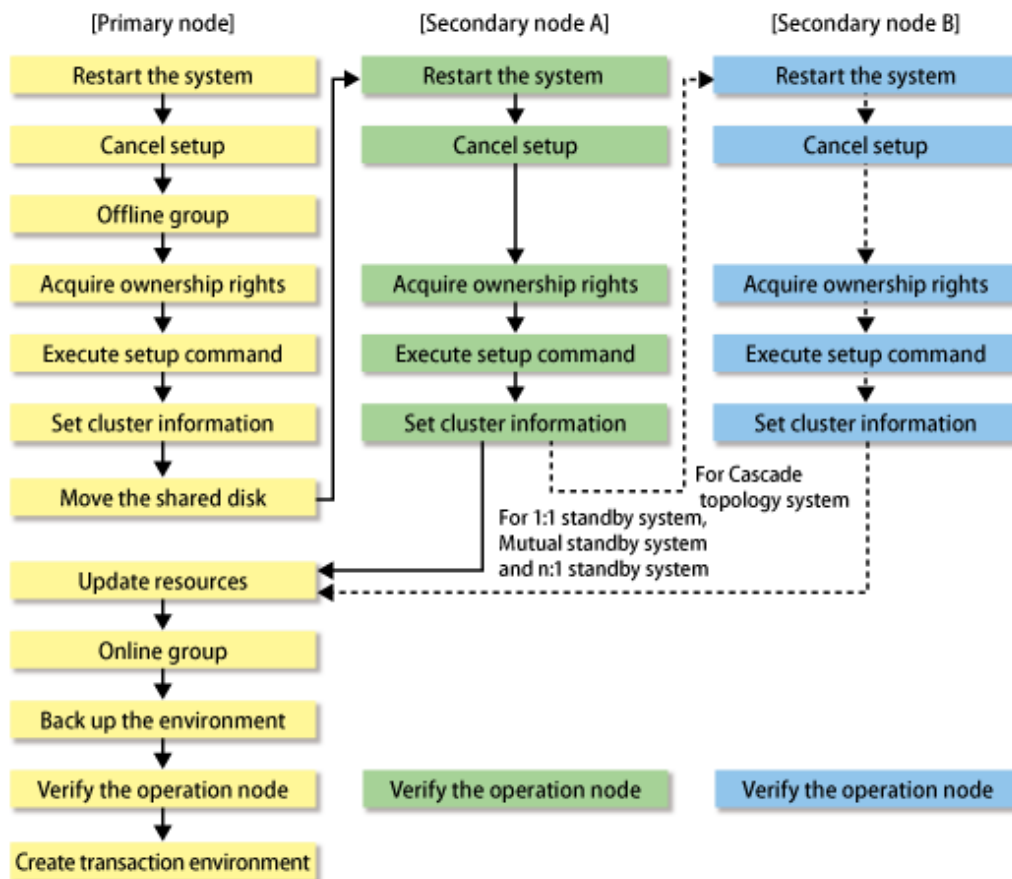 [Primary node] [Secondary node A] [Secondary node B]
Restart the system Restart the system Restart the system
Cancel setup Cancel setup Cancel setup
Offline group
Acquire ownership rights Acquire ownership rights Acquire ownership rights
Execute setup command Execute setup command Execute setup command
Set cluster information Set cluster information Set cluster information
For Cascade
topology system
Move the shared disk
For 1:1 standby system,
Mutual standby system
and n:1 standby system
Update resources
Online group
Back up the environment
Verify the operation node Verify the operation node Verify the operation node
Create transaction environment